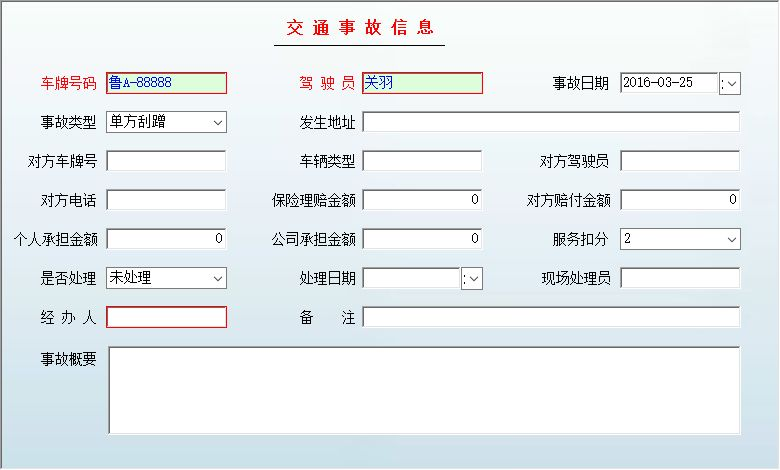 交通事故信息
车牌号码 鲁A-88888 驾驶员 关羽 事故日期 2016-03-25
事故类型 单方刮蹭 发生地址
对方车牌号 车辆类型 对方驾驶员
对方电话 保险理赔金额 0 对方赔付金额 0
个人承担金额 0 公司承担金额 0 服务扣分 2
是否处理 未处理 处理日期 现场处理员
经办人 备注
事故概要